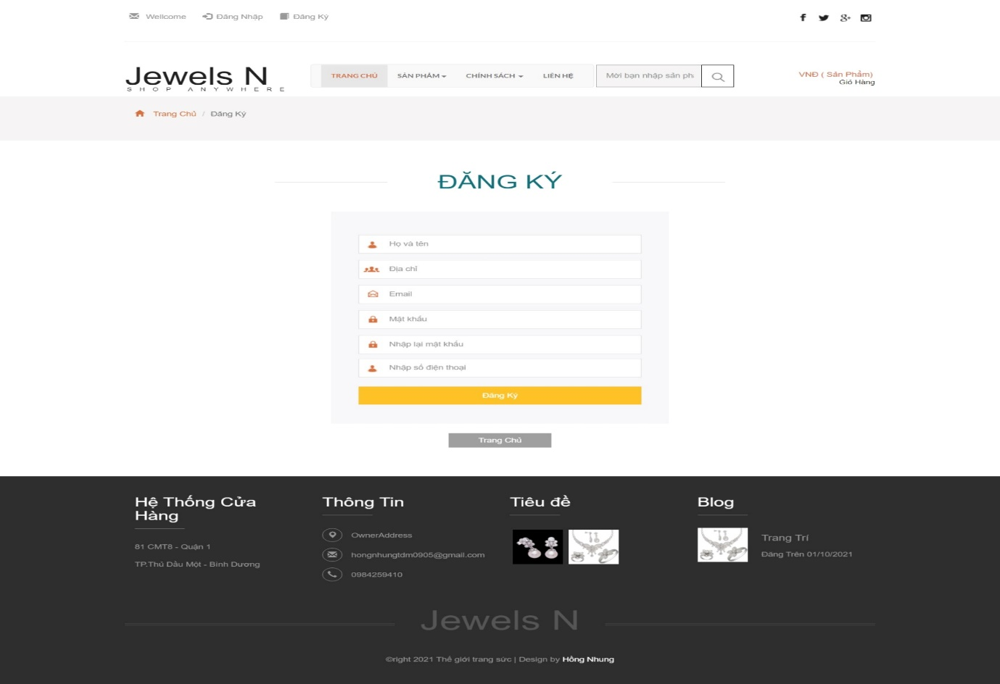 Wellcome Đăng Nhập Đăng Ký
Jewels N
SHOP ANYWHERE
TRANG CHỦ SẢN PHẨM CHÍNH SÁCH LIÊN HỆ Mời bạn nhập sản ph
VNĐ ( Sản Phẩm)
Giỏ Hàng
Trang Chủ / Đăng Ký
ĐĂNG KÝ
Họ và tên
Địa chỉ
Email
Mật khẩu
Nhập lại mật khẩu
Nhập số điện thoại
Đăng Ký
Trang Chủ
Hệ Thống Cửa
Hàng
81 CMT8 - Quận 1
TP.Thủ Dầu Một - Bình Dương
Thông Tin
OwnerAddress
hongnhungtdm0905@gmail.com
0984259410
Tiêu đề
Blog
Trang Trí
Đăng Trên 01/10/2021
Jewels N
©right 2021 Thế giới trang sức | Design by Hồng Nhung